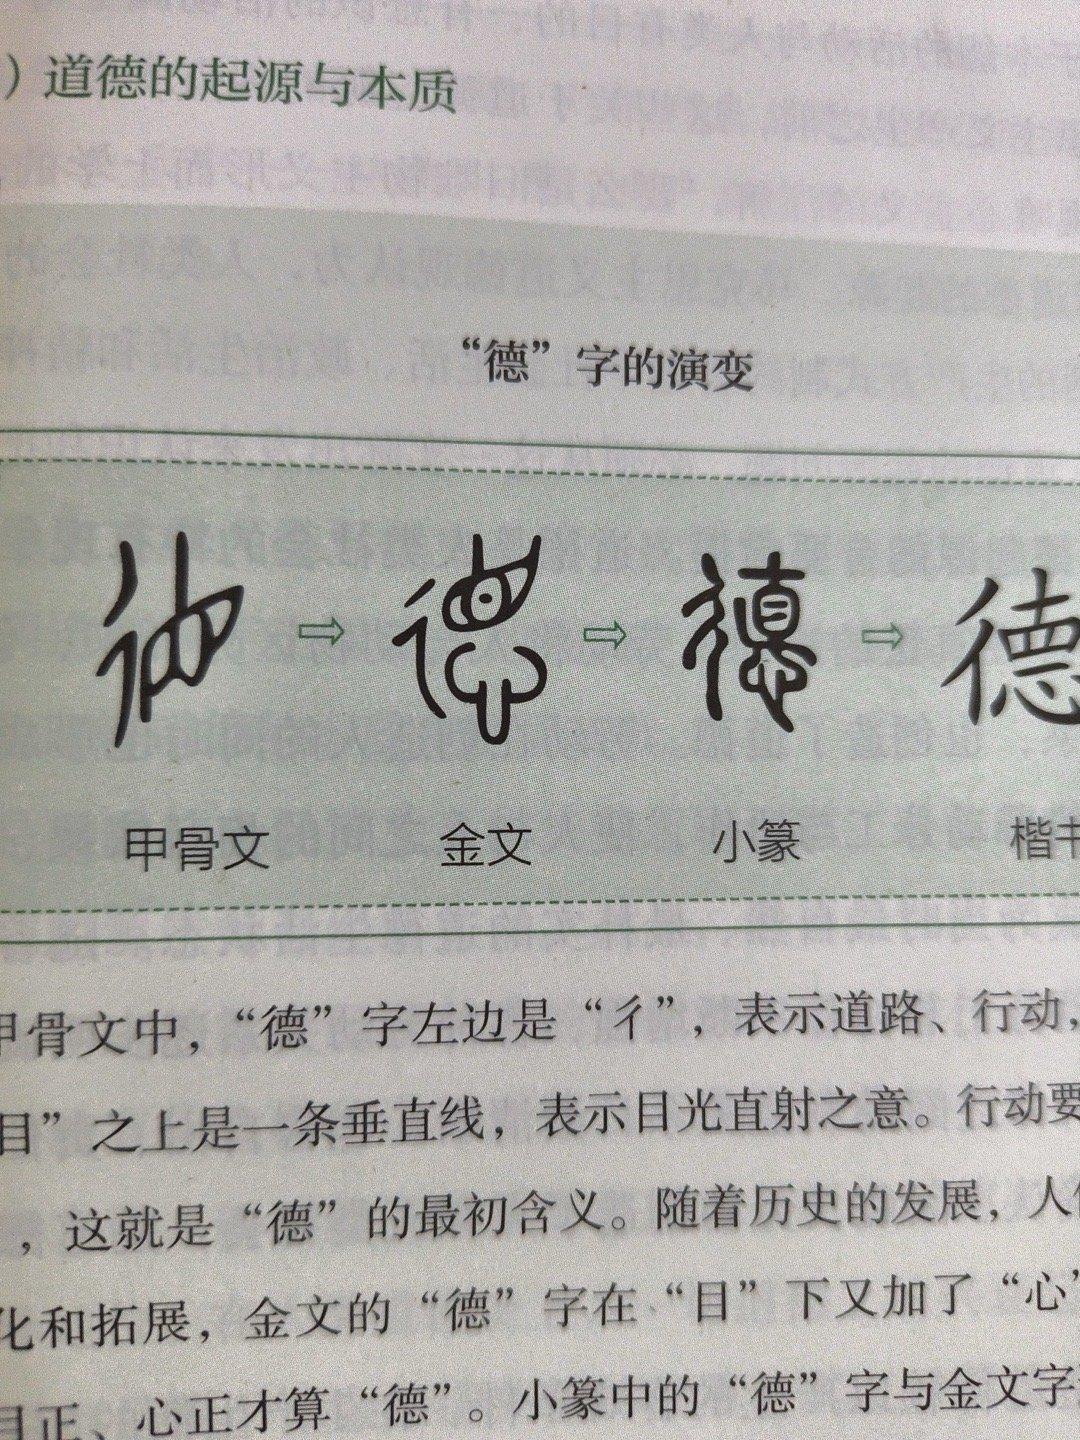 ）道德的起源与本质
“德”字的演变
甲骨文 金文 小篆 楷书
甲骨文中，“德”字左边是“彳”，表示道路、行动，
目”之上是一条垂直线，表示目光直射之意。行动要
，这就是“德”的最初含义。随着历史的发展，人
化和拓展，金文的“德”字在“目”下又加了“心”
目正、心正才算“德”。小篆中的“德”字与金文字